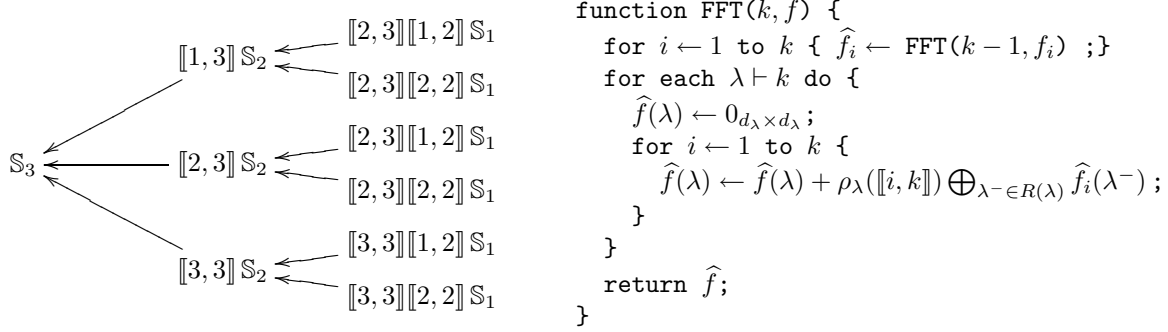 ⟦2,3⟧⟦1,2⟧ 𝕊₁
⟦1,3⟧ 𝕊₂
⟦2,3⟧⟦2,2⟧ 𝕊₁
⟦2,3⟧⟦1,2⟧ 𝕊₁
𝕊₃
⟦2,3⟧ 𝕊₂
⟦2,3⟧⟦2,2⟧ 𝕊₁
⟦3,3⟧⟦1,2⟧ 𝕊₁
⟦3,3⟧ 𝕊₂
⟦3,3⟧⟦2,2⟧ 𝕊₁
function FFT(k, f) {
for i ← 1 to k { f̂ᵢ ← FFT(k − 1, fᵢ) ;}
for each λ ⊢ k do {
f̂(λ) ← 0_{d_λ×d_λ};
for i ← 1 to k {
f̂(λ) ← f̂(λ) + ρ_λ(⟦i, k⟧) ⨁_{λ⁻∈R(λ)} f̂ᵢ(λ⁻) ;
}
}
return f̂;
}